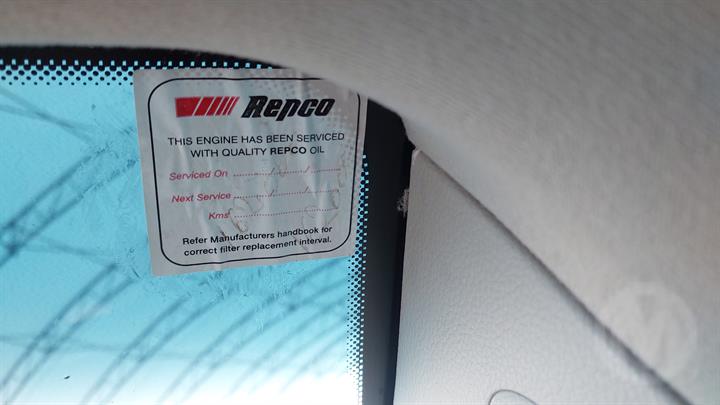 Repco
THIS ENGINE HAS BEEN SERVICED
WITH QUALITY REPCO OIL
Serviced On ......../......../........
Next Service ......../......../........
Kms ................................
Refer Manufacturers handbook for
correct filter replacement interval.